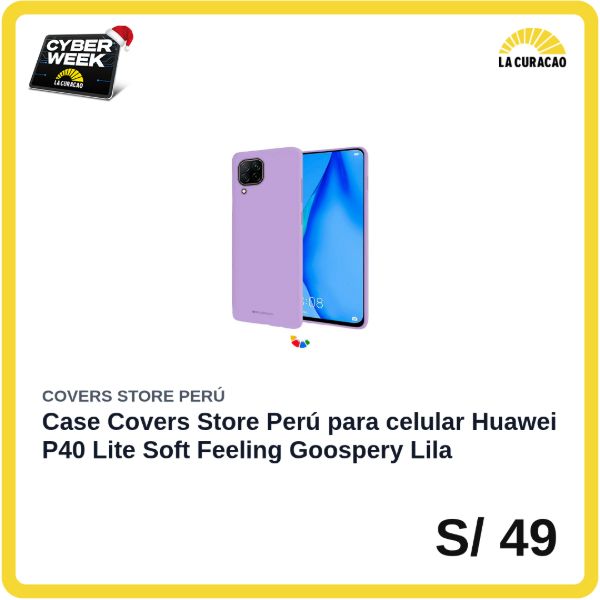 CYBER
WEEK
LA CURACAO
LA CURACAO
:08
COVERS STORE PERÚ
Case Covers Store Perú para celular Huawei
P40 Lite Soft Feeling Goospery Lila
S/ 49